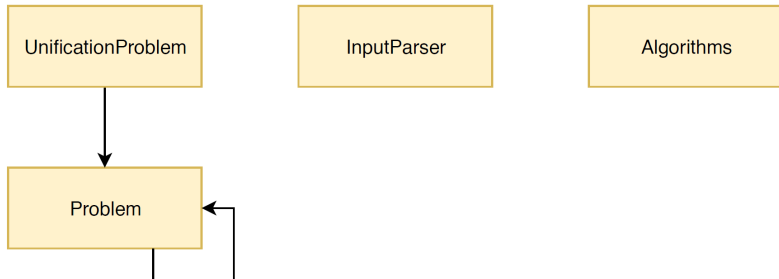 UnificationProblem
InputParser
Algorithms
Problem